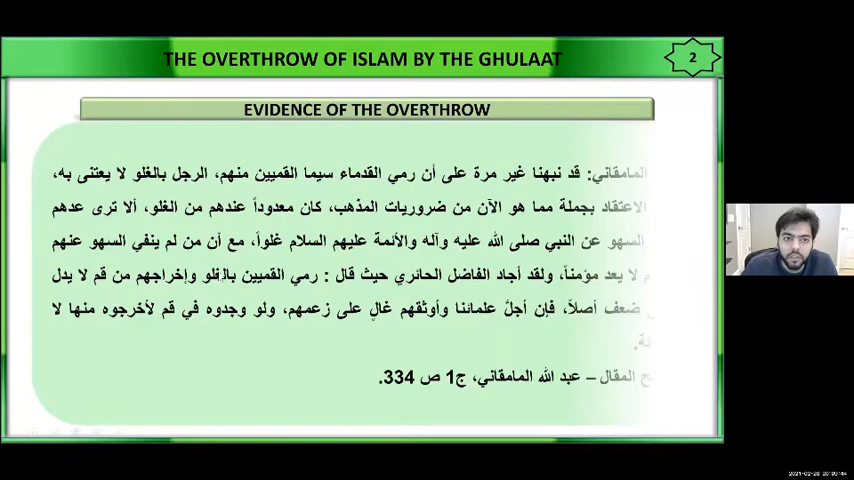 THE OVERTHROW OF ISLAM BY THE GHULAAT
2
EVIDENCE OF THE OVERTHROW
المامقاني: قد نبهنا غير مرة على أن رمي القدماء سيما القميين منهم، الرجل بالغلو لا يعتنى به،
الاعتقاد بجملة مما هو الآن من ضروريات المذهب، كان معدوداً عندهم من الغلو، ألا ترى عدهم
السهو عن النبي صلى الله عليه وآله والأئمة عليهم السلام غلواً، مع أن من لم ينفي السهو عنهم
لا يعد مؤمناً، ولقد أجاد الفاضل الحائري حيث قال : رمي القميين بالغلو وإخراجهم من قم لا يدل
ضعف أصلاً، فإن أجلَّ علمائنا وأوثقهم غالٍ على زعمهم، ولو وجدوه في قم لأخرجوه منها لا
المقال – عبد الله المامقاني، ج1 ص 334.